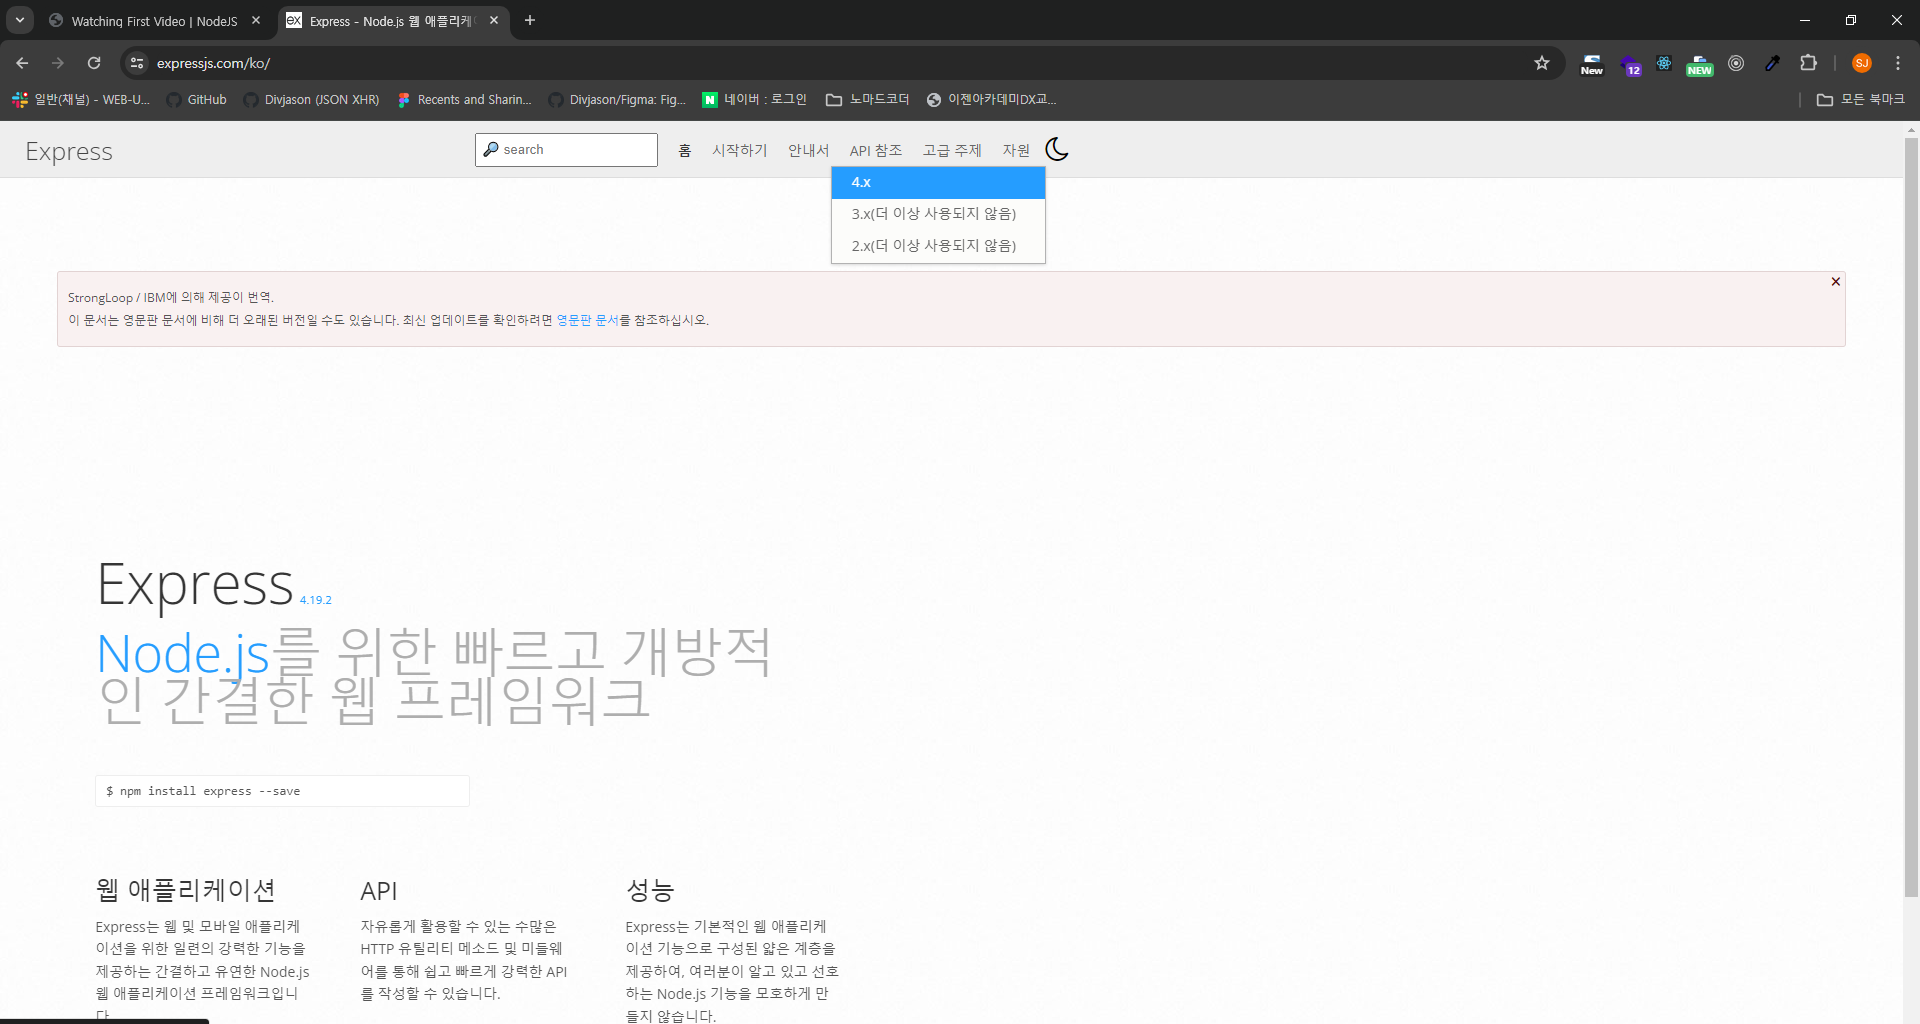 Watching First Video | NodeJS
ex Express - Node.js 웹 애플리케
expressjs.com/ko/
New
12
NEW
SJ
일반(채널) - WEB-U...
GitHub
Divjason (JSON XHR)
Recents and Sharin...
Divjason/Figma: Fig...
N 네이버 : 로그인
노마드코더
이젠아카데미DX교...
모든 북마크
Express
search
홈
시작하기
안내서
API 참조
고급 주제
자원
4.x
3.x(더 이상 사용되지 않음)
2.x(더 이상 사용되지 않음)
StrongLoop / IBM에 의해 제공이 번역.
이 문서는 영문판 문서에 비해 더 오래된 버전일 수도 있습니다. 최신 업데이트를 확인하려면 영문판 문서를 참조하십시오.
Express 4.19.2
Node.js를 위한 빠르고 개방적
인 간결한 웹 프레임워크
$ npm install express --save
웹 애플리케이션
Express는 웹 및 모바일 애플리케
이션을 위한 일련의 강력한 기능을
제공하는 간결하고 유연한 Node.js
웹 애플리케이션 프레임워크입니
다.
API
자유롭게 활용할 수 있는 수많은
HTTP 유틸리티 메소드 및 미들웨
어를 통해 쉽고 빠르게 강력한 API
를 작성할 수 있습니다.
성능
Express는 기본적인 웹 애플리케
이션 기능으로 구성된 얇은 계층을
제공하여, 여러분이 알고 있고 선호
하는 Node.js 기능을 모호하게 만
들지 않습니다.